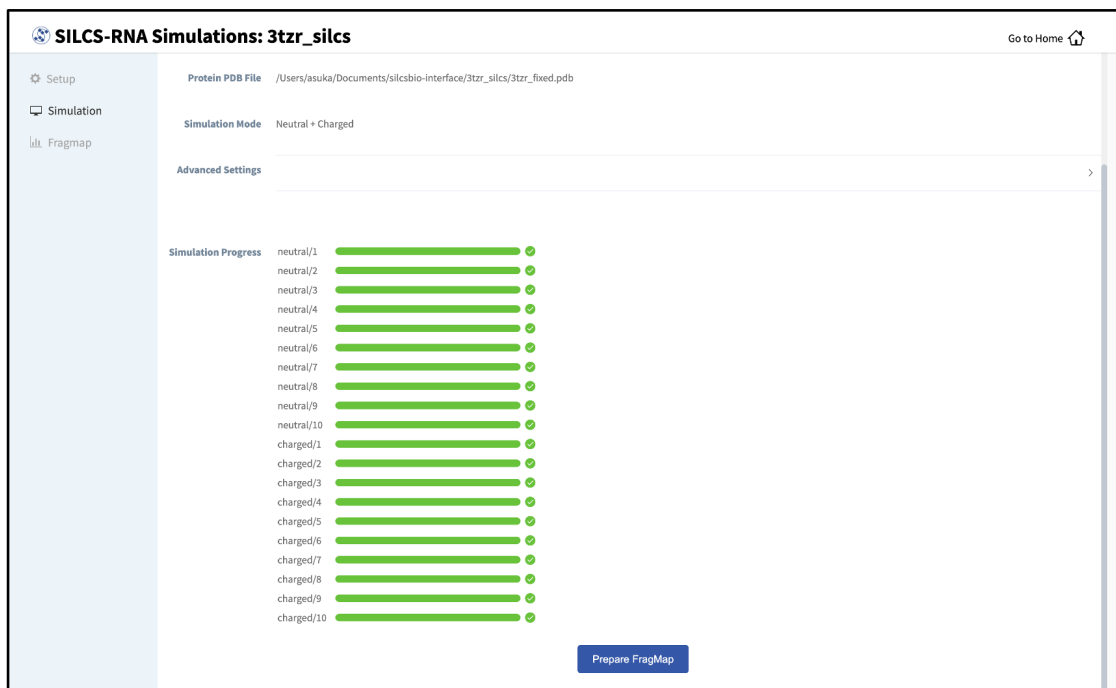 SILCS-RNA Simulations: 3tzr_silcs
Go to Home
Setup
Simulation
Fragmap
Protein PDB File /Users/asuka/Documents/silcsbio-interface/3tzr_silcs/3tzr_fixed.pdb
Simulation Mode Neutral + Charged
Advanced Settings
Simulation Progress neutral/1
neutral/2
neutral/3
neutral/4
neutral/5
neutral/6
neutral/7
neutral/8
neutral/9
neutral/10
charged/1
charged/2
charged/3
charged/4
charged/5
charged/6
charged/7
charged/8
charged/9
charged/10
Prepare FragMap